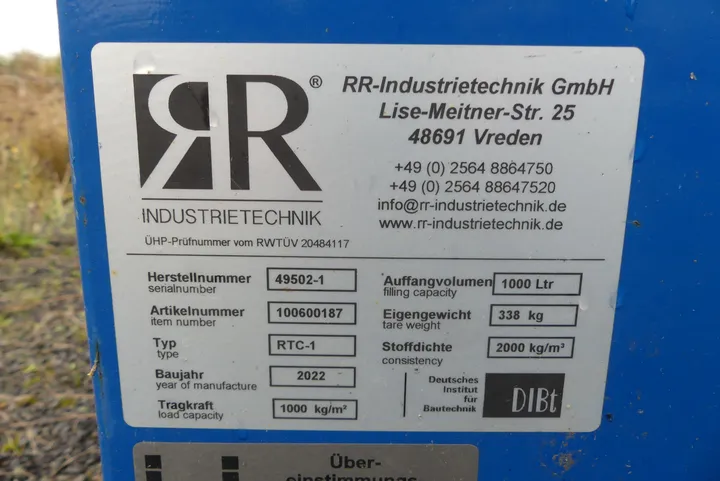 RR®
INDUSTRIETECHNIK
ÜHP-Prüfnummer vom RWTÜV 20484117
RR-Industrietechnik GmbH
Lise-Meitner-Str. 25
48691 Vreden
+49 (0) 2564 8864750
+49 (0) 2564 88647520
info@rr-industrietechnik.de
www.rr-industrietechnik.de
Herstellnummer 49502-1
serialnumber
Artikelnummer 100600187
item number
Typ RTC-1
type
Baujahr 2022
year of manufacture
Tragkraft 1000 kg/m²
load capacity
Auffangvolumen 1000 Ltr
filling capacity
Eigengewicht 338 kg
tare weight
Stoffdichte 2000 kg/m³
consistency
Deutsches
Institut
für
Bautechnik
DIBt
Über-
einstimmungs